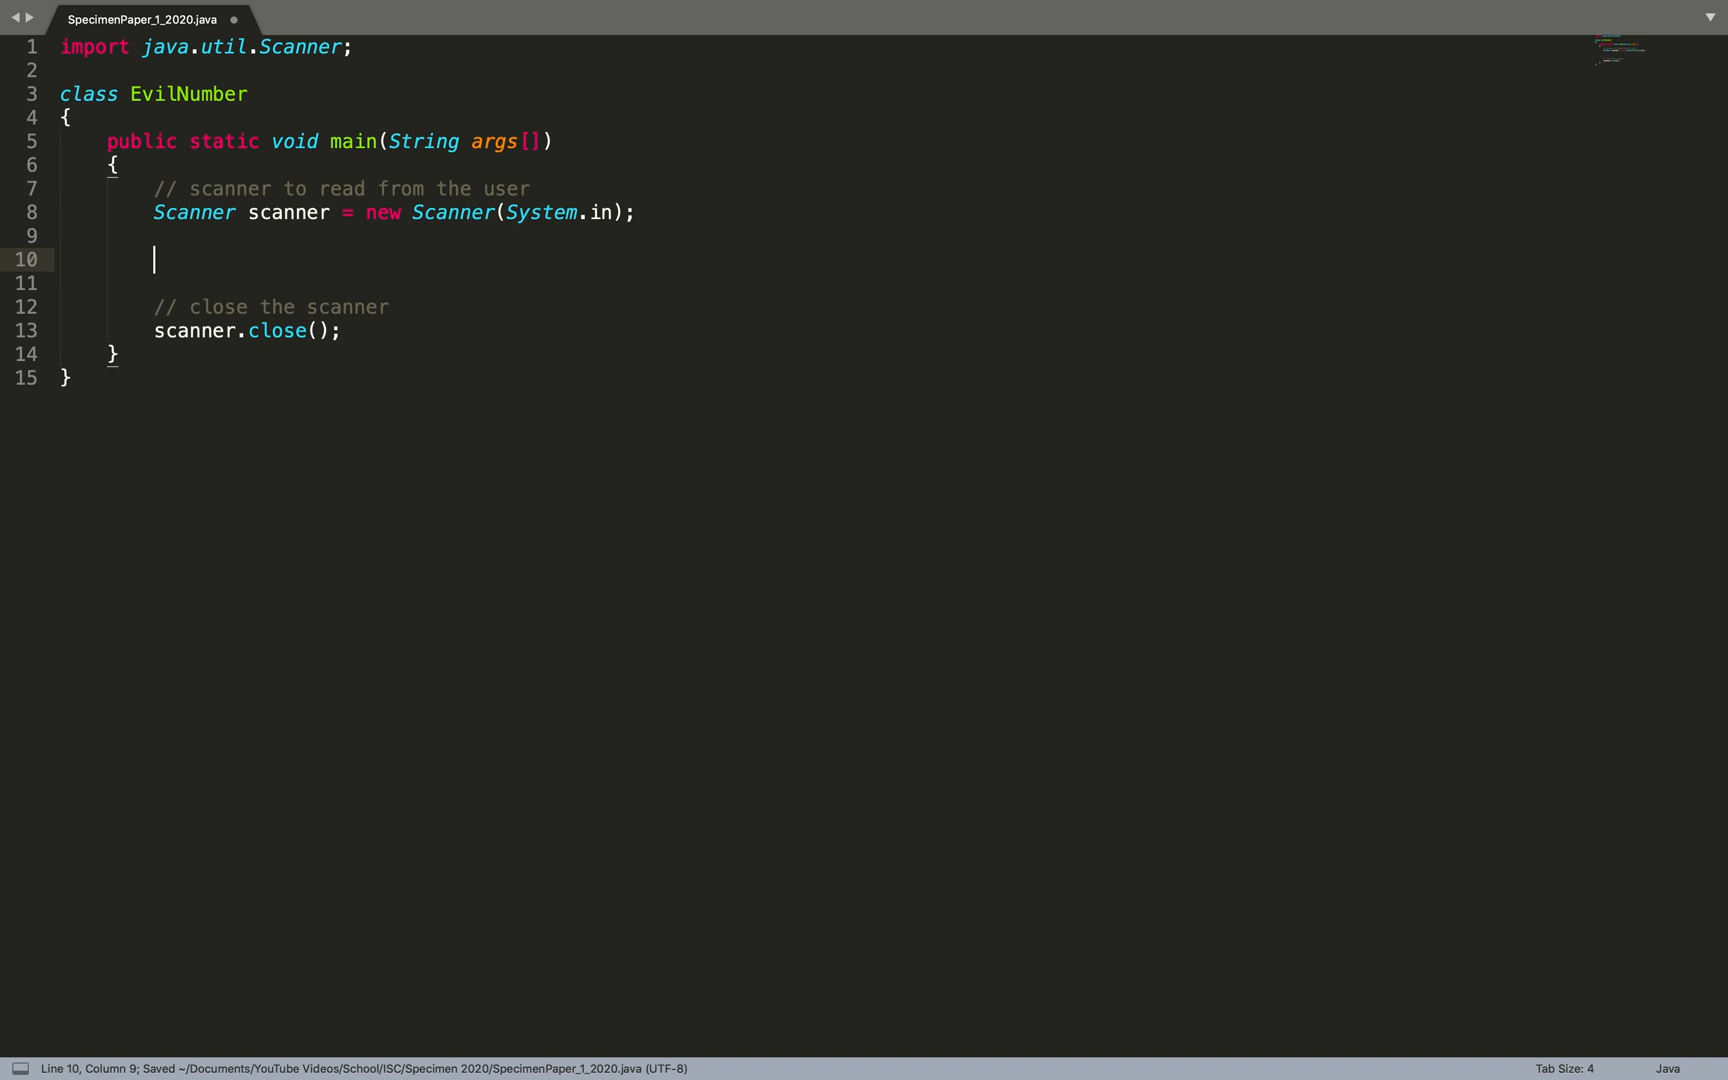 SpecimenPaper_1_2020.java
1 import java.util.Scanner;
2
3 class EvilNumber
4 {
5 public static void main(String args[])
6 {
7 // scanner to read from the user
8 Scanner scanner = new Scanner(System.in);
9
10
11
12 // close the scanner
13 scanner.close();
14 }
15 }
Line 10, Column 9; Saved ~/Documents/YouTube Videos/School/ISC/Specimen 2020/SpecimenPaper_1_2020.java (UTF-8) Tab Size: 4 Java